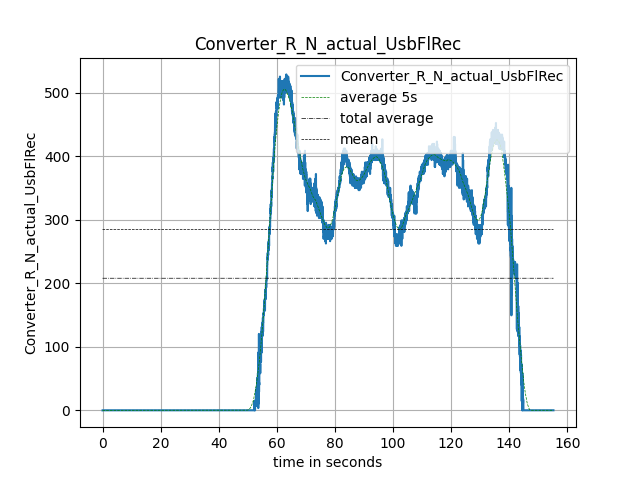 Converter_R_N_actual_UsbFlRec
Converter_R_N_actual_UsbFlRec
average 5s
total average
mean
Converter_R_N_actual_UsbFlRec
500
400
300
200
100
0
0
20
40
60
80
100
120
140
160
time in seconds